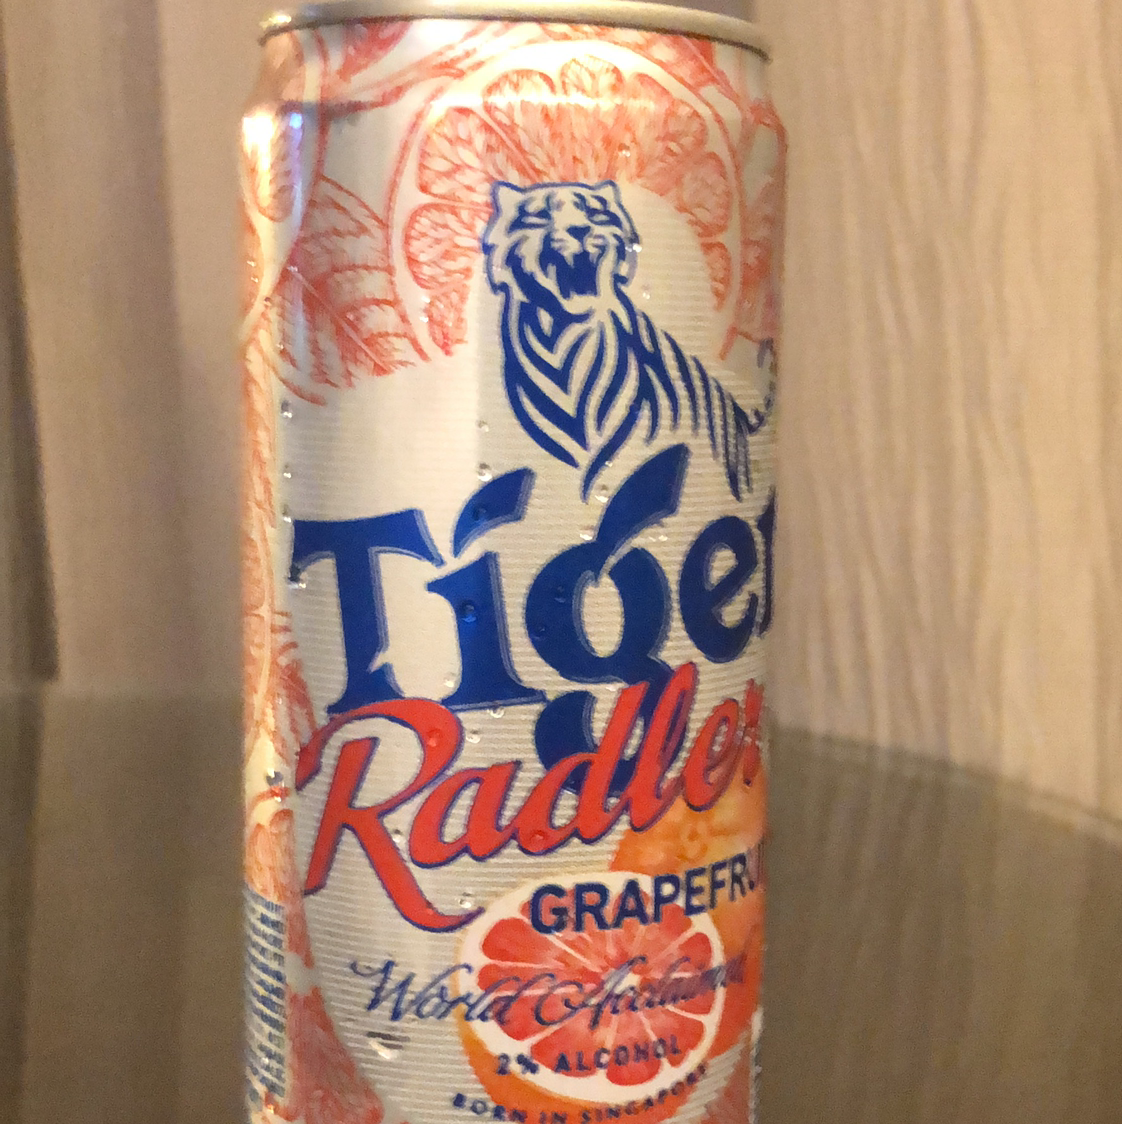 Tiger
Radler
GRAPEFRU
World Acclaimed
2% ALCOHOL
BORN IN SINGAPORE